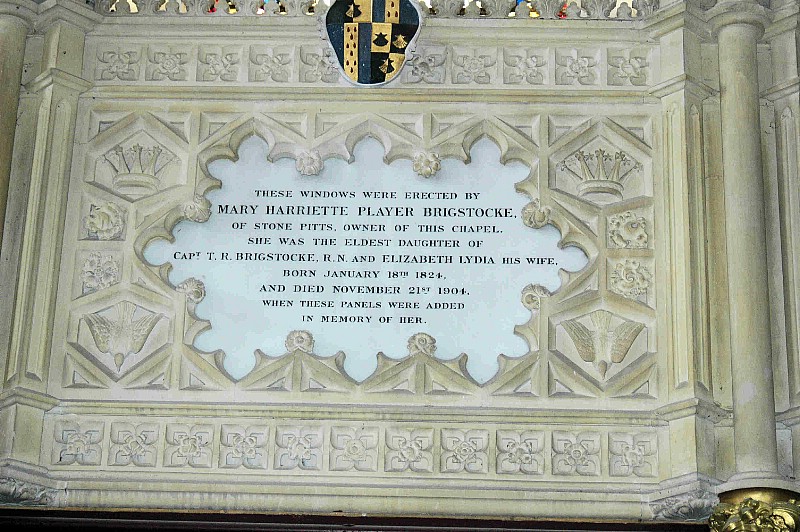 THESE WINDOWS WERE ERECTED BY
MARY HARRIETTE PLAYER BRIGSTOCKE,
OF STONE PITTS, OWNER OF THIS CHAPEL.
SHE WAS THE ELDEST DAUGHTER OF
CAPT T. R. BRIGSTOCKE, R.N. AND ELIZABETH LYDIA HIS WIFE,
BORN JANUARY 18TH 1824,
AND DIED NOVEMBER 21ST 1904,
WHEN THESE PANELS WERE ADDED
IN MEMORY OF HER.